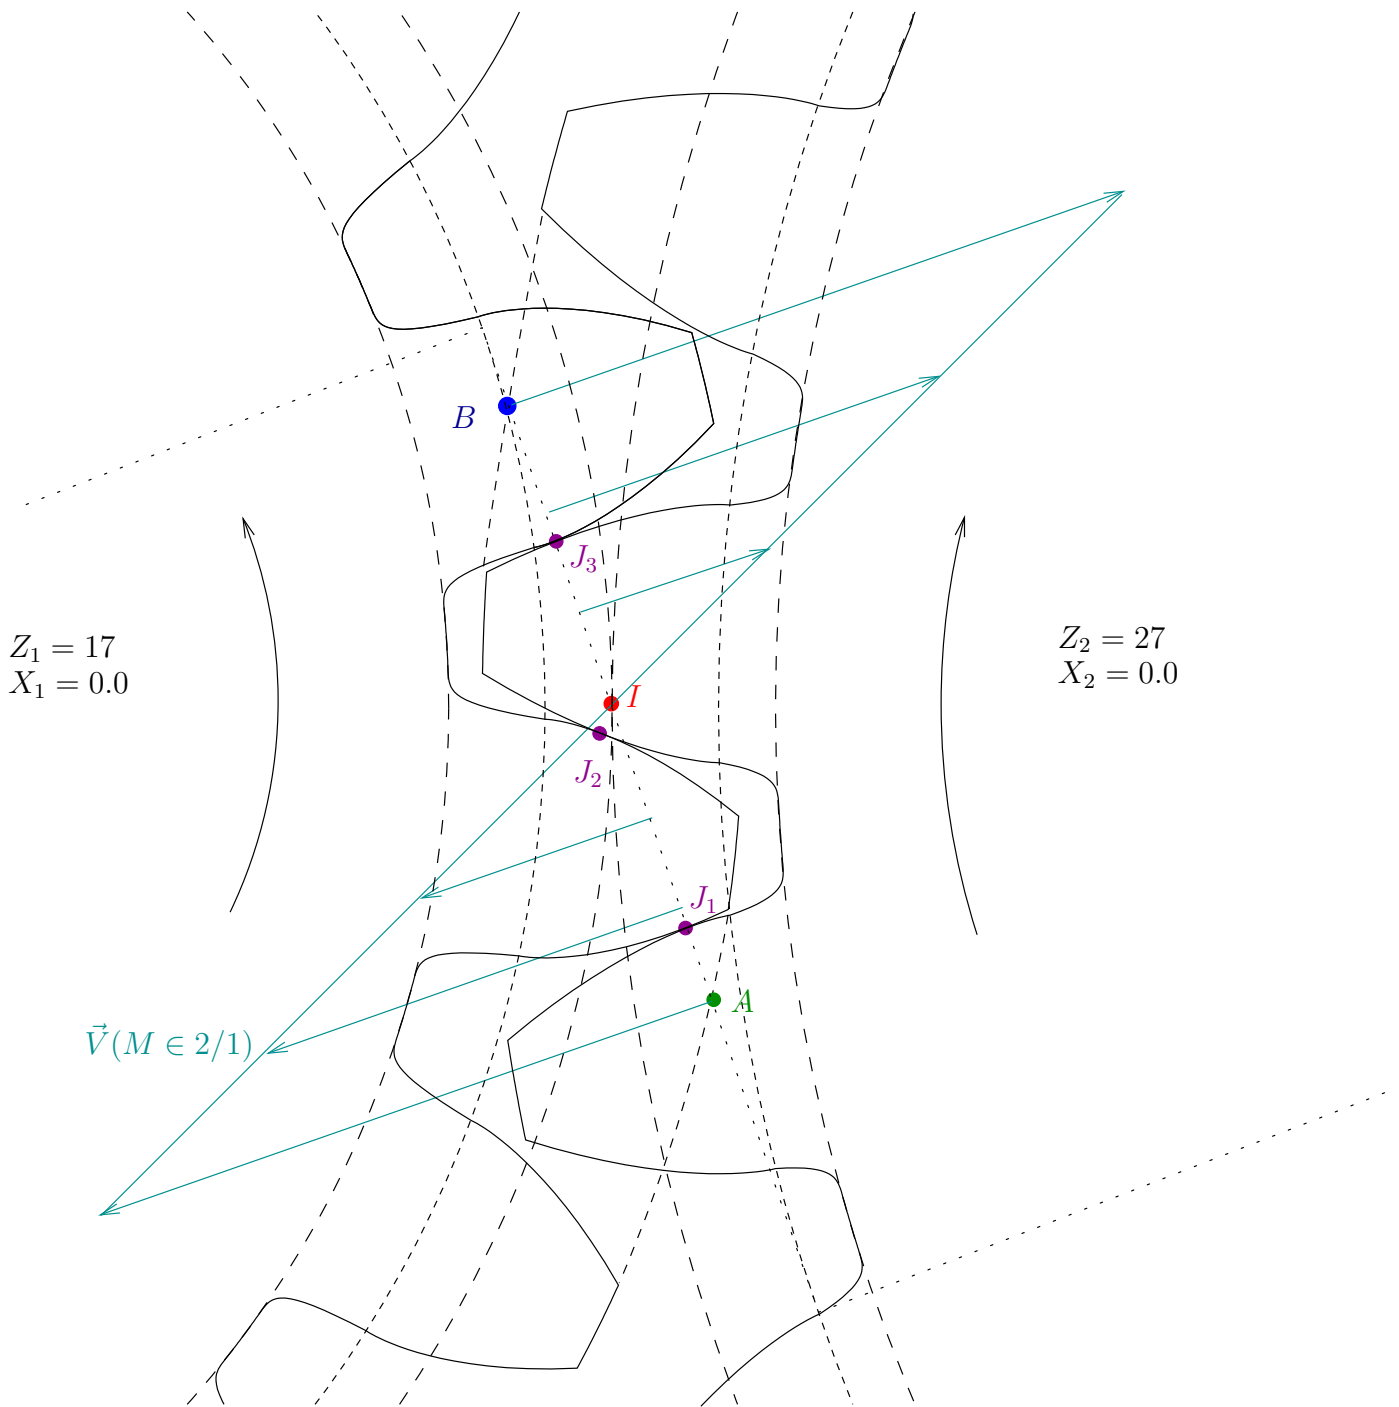 B
J₃
Z₁ = 17
X₁ = 0.0
Z₂ = 27
X₂ = 0.0
I
J₂
J₁
A
V⃗(M ∈ 2/1)